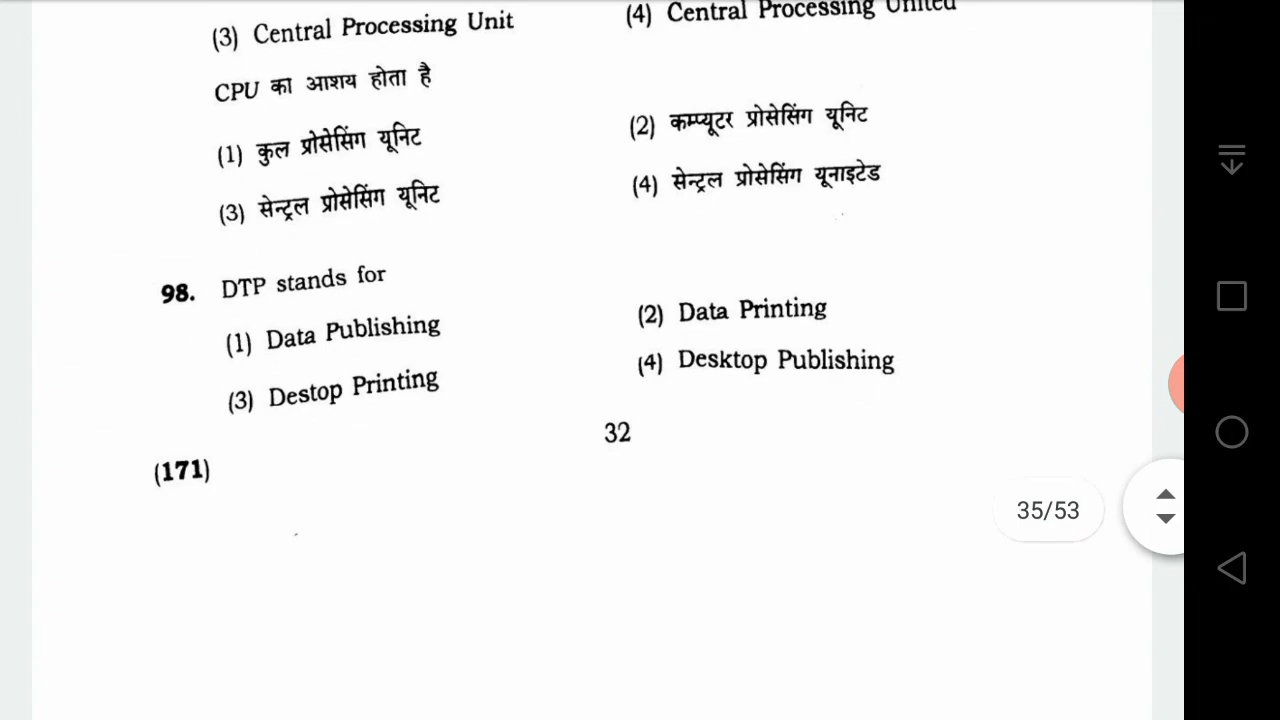 (3) Central Processing Unit (4) Central Processing United
CPU का आशय होता है
(1) कुल प्रोसेसिंग यूनिट (2) कम्प्यूटर प्रोसेसिंग यूनिट
(3) सेन्ट्रल प्रोसेसिंग यूनिट (4) सेन्ट्रल प्रोसेसिंग यूनाइटेड
98. DTP stands for
(1) Data Publishing (2) Data Printing
(3) Destop Printing (4) Desktop Publishing
32
(171)
35/53